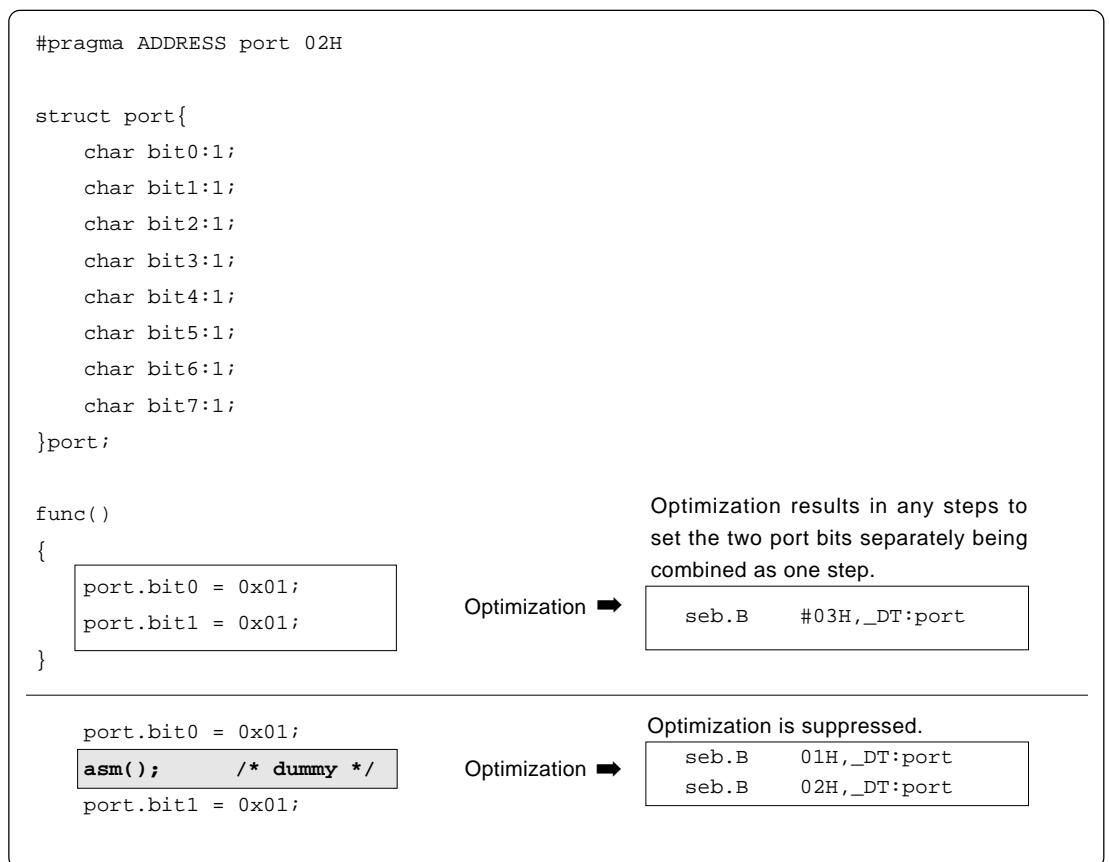 #pragma ADDRESS port 02H
struct port{
char bit0:1;
char bit1:1;
char bit2:1;
char bit3:1;
char bit4:1;
char bit5:1;
char bit6:1;
char bit7:1;
}port;
func()
{
port.bit0 = 0x01;
port.bit1 = 0x01;
}
Optimization ➡
Optimization results in any steps to
set the two port bits separately being
combined as one step.
seb.B #03H,_DT:port
port.bit0 = 0x01;
asm(); /* dummy */
port.bit1 = 0x01;
Optimization ➡
Optimization is suppressed.
seb.B 01H,_DT:port
seb.B 02H,_DT:port